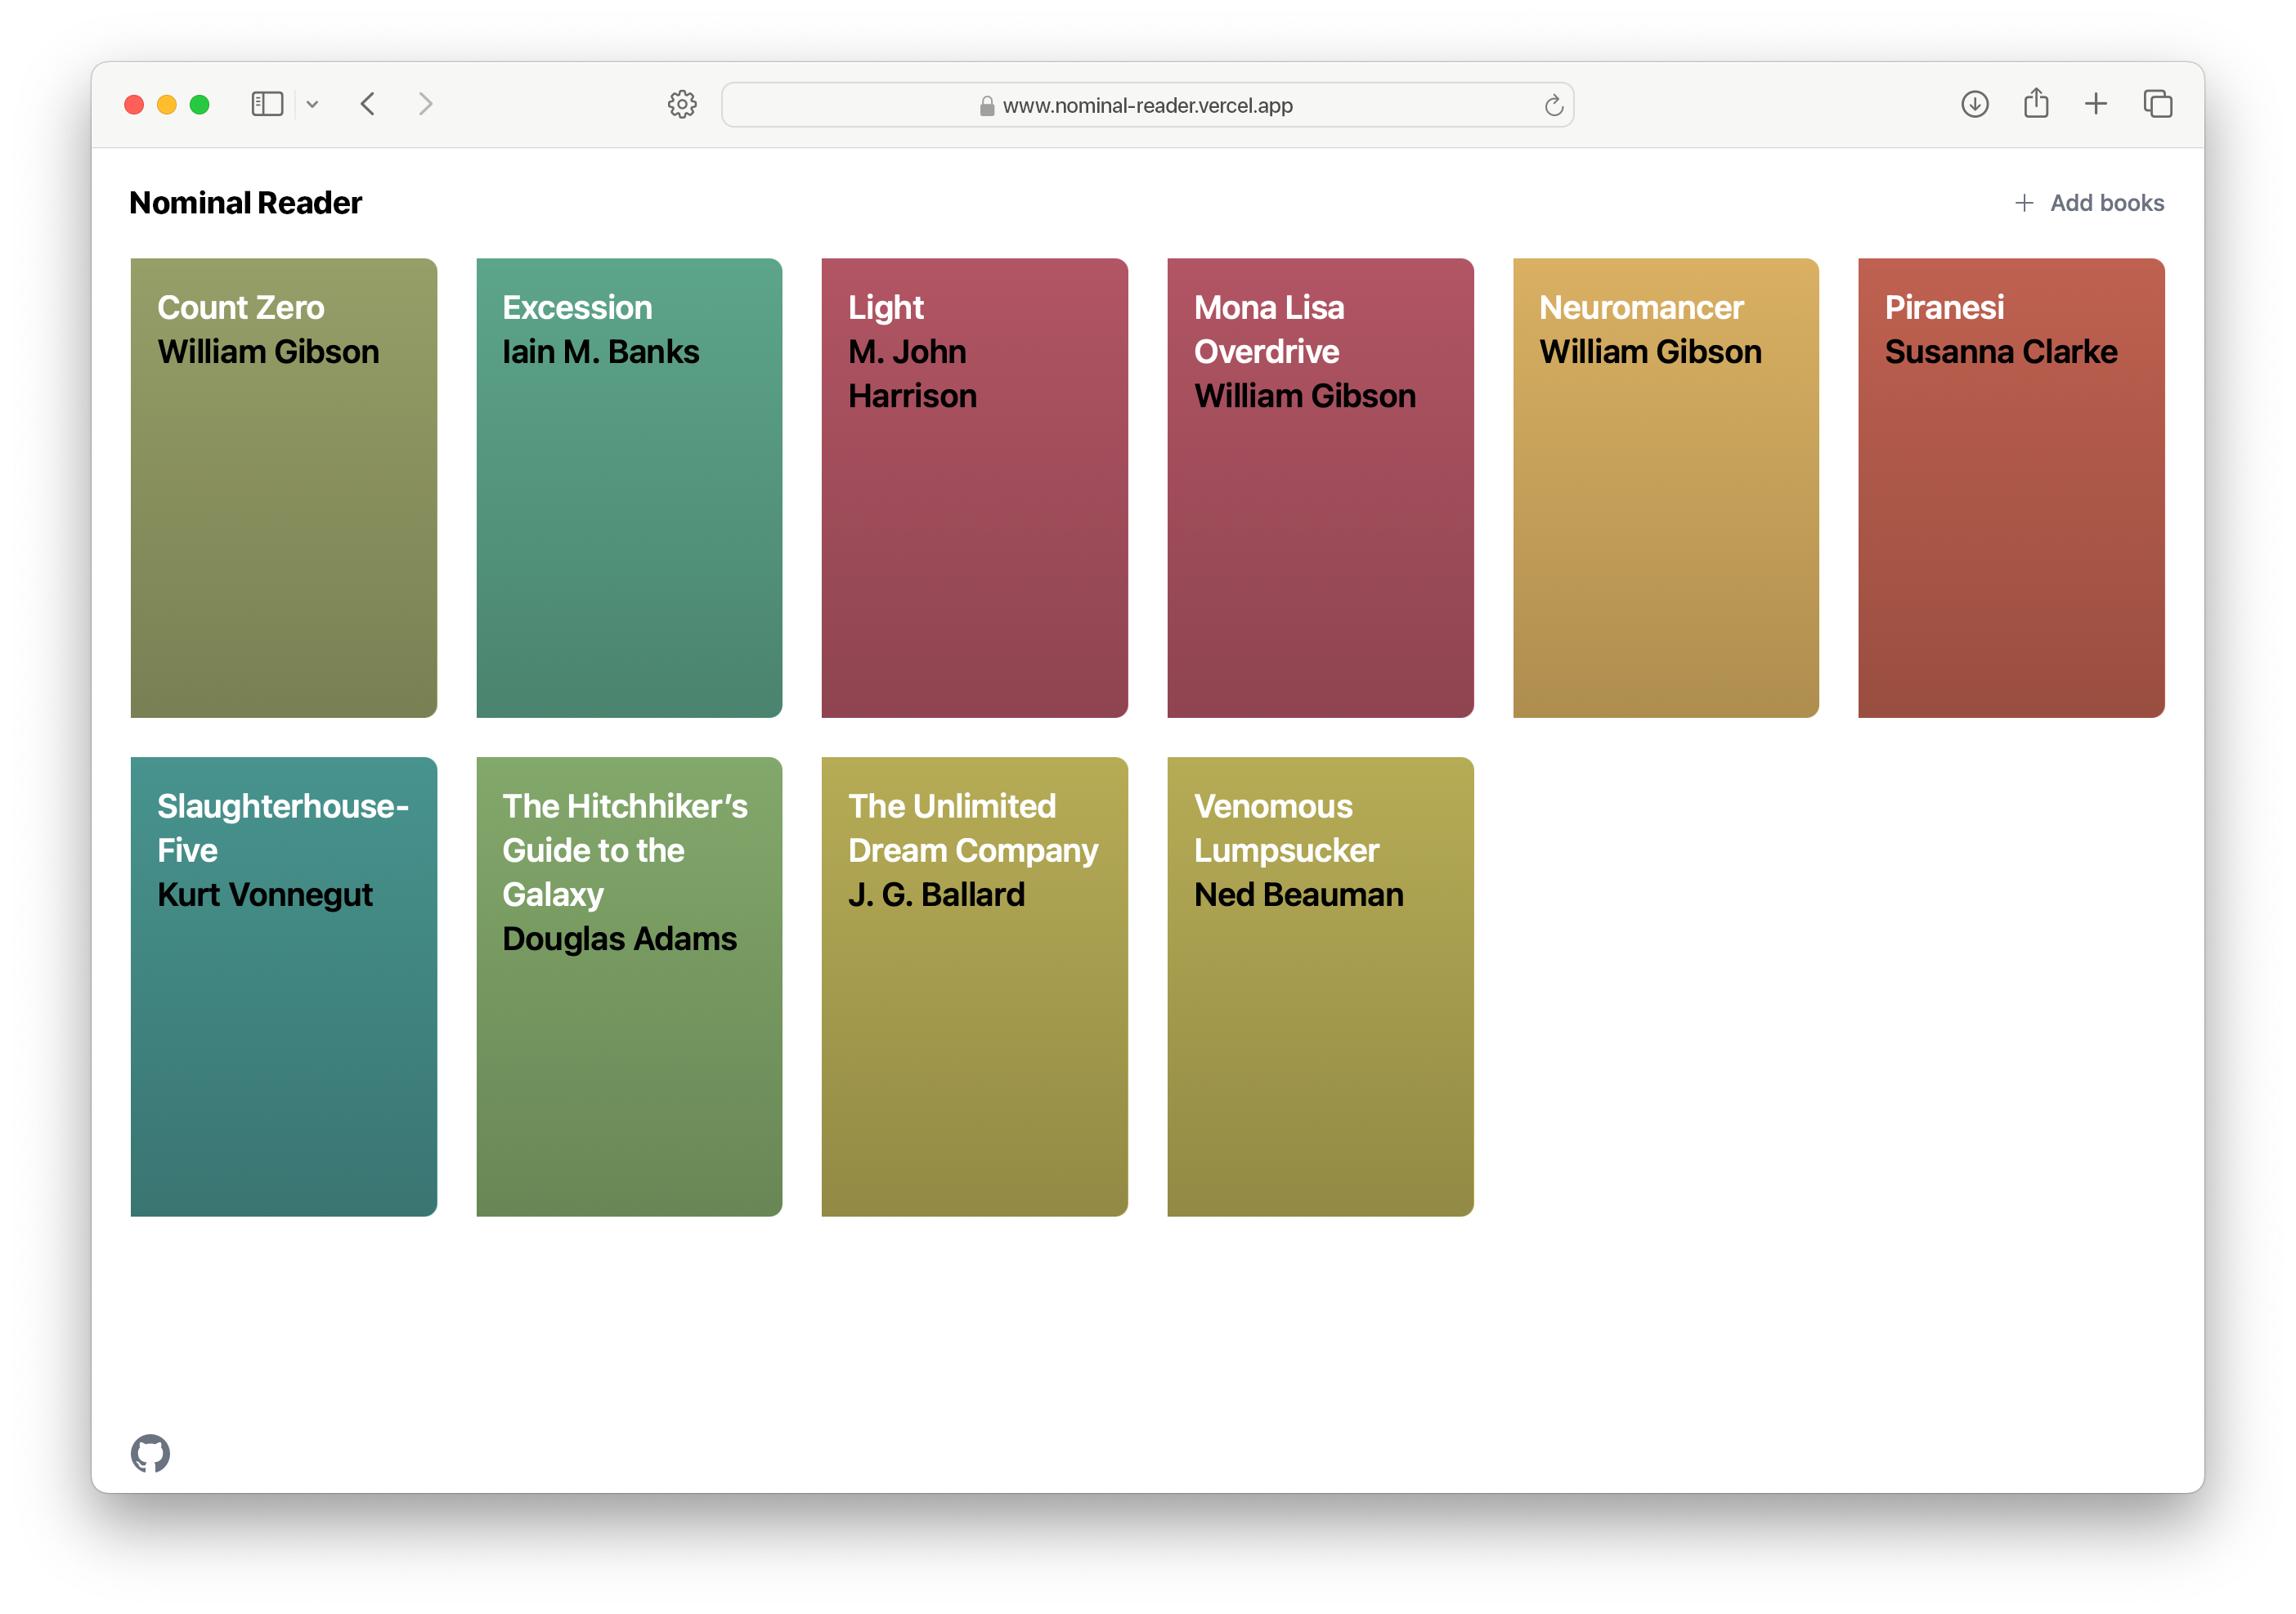 www.nominal-reader.vercel.app
Nominal Reader
Add books
Count Zero
William Gibson
Excession
Iain M. Banks
Light
M. John
Harrison
Mona Lisa
Overdrive
William Gibson
Neuromancer
William Gibson
Piranesi
Susanna Clarke
Slaughterhouse-
Five
Kurt Vonnegut
The Hitchhiker’s
Guide to the
Galaxy
Douglas Adams
The Unlimited
Dream Company
J. G. Ballard
Venomous
Lumpsucker
Ned Beauman